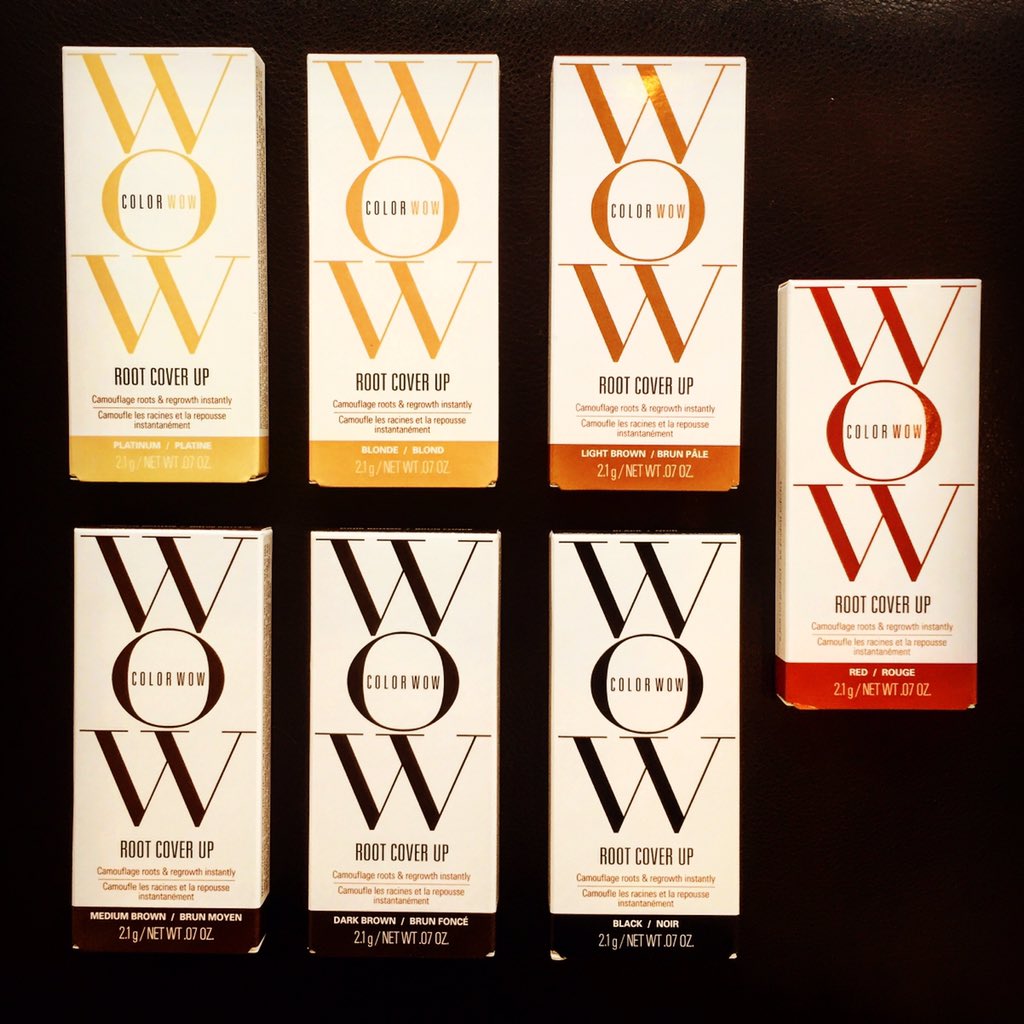 WOW
COLOR WOW
ROOT COVER UP
Camouflage roots & regrowth instantly
Camoufle les racines et la repousse
instantanément
PLATINUM / PLATINE
2.1 g / NET WT .07 OZ.
WOW
COLOR WOW
ROOT COVER UP
Camouflage roots & regrowth instantly
Camoufle les racines et la repousse
instantanément
BLONDE / BLOND
2.1 g / NET WT .07 OZ.
WOW
COLOR WOW
ROOT COVER UP
Camouflage roots & regrowth instantly
Camoufle les racines et la repousse
instantanément
LIGHT BROWN / BRUN PÂLE
2.1 g / NET WT .07 OZ.
WOW
COLOR WOW
ROOT COVER UP
Camouflage roots & regrowth instantly
Camoufle les racines et la repousse
instantanément
RED / ROUGE
2.1 g / NET WT .07 OZ.
WOW
COLOR WOW
ROOT COVER UP
Camouflage roots & regrowth instantly
Camoufle les racines et la repousse
instantanément
MEDIUM BROWN / BRUN MOYEN
2.1 g / NET WT .07 OZ.
WOW
COLOR WOW
ROOT COVER UP
Camouflage roots & regrowth instantly
Camoufle les racines et la repousse
instantanément
DARK BROWN / BRUN FONCÉ
2.1 g / NET WT .07 OZ.
WOW
COLOR WOW
ROOT COVER UP
Camouflage roots & regrowth instantly
Camoufle les racines et la repousse
instantanément
BLACK / NOIR
2.1 g / NET WT .07 OZ.